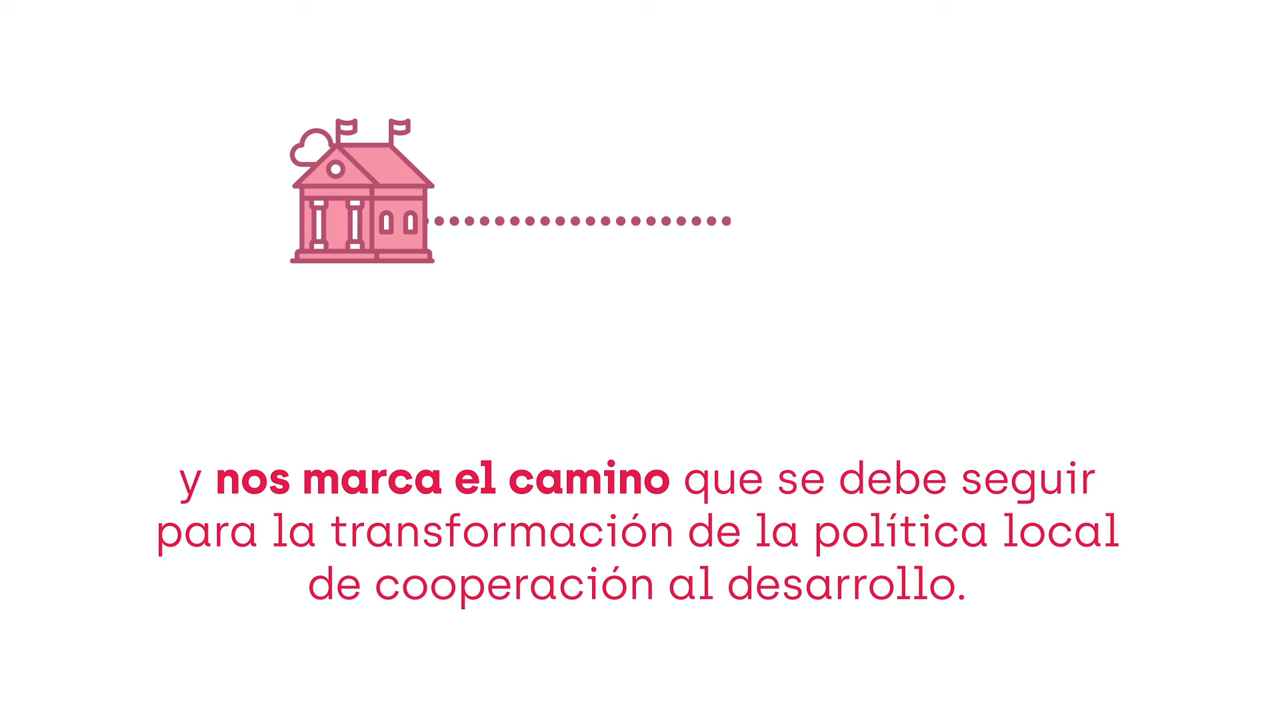 y nos marca el camino que se debe seguir
para la transformación de la política local
de cooperación al desarrollo.